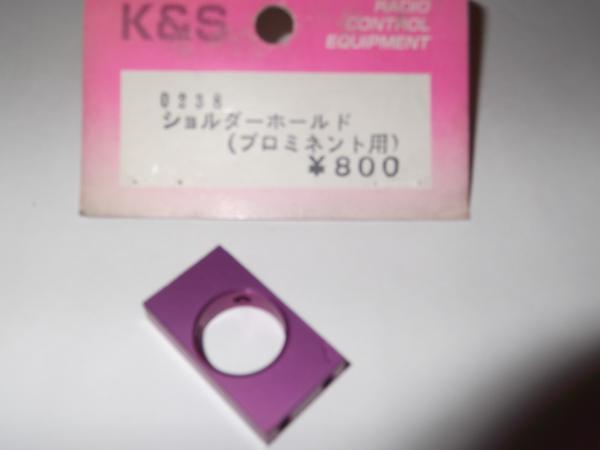 K&S
RADIO
CONTROL
EQUIPMENT
0238
ショルダーホールド
(プロミネント用)
¥800